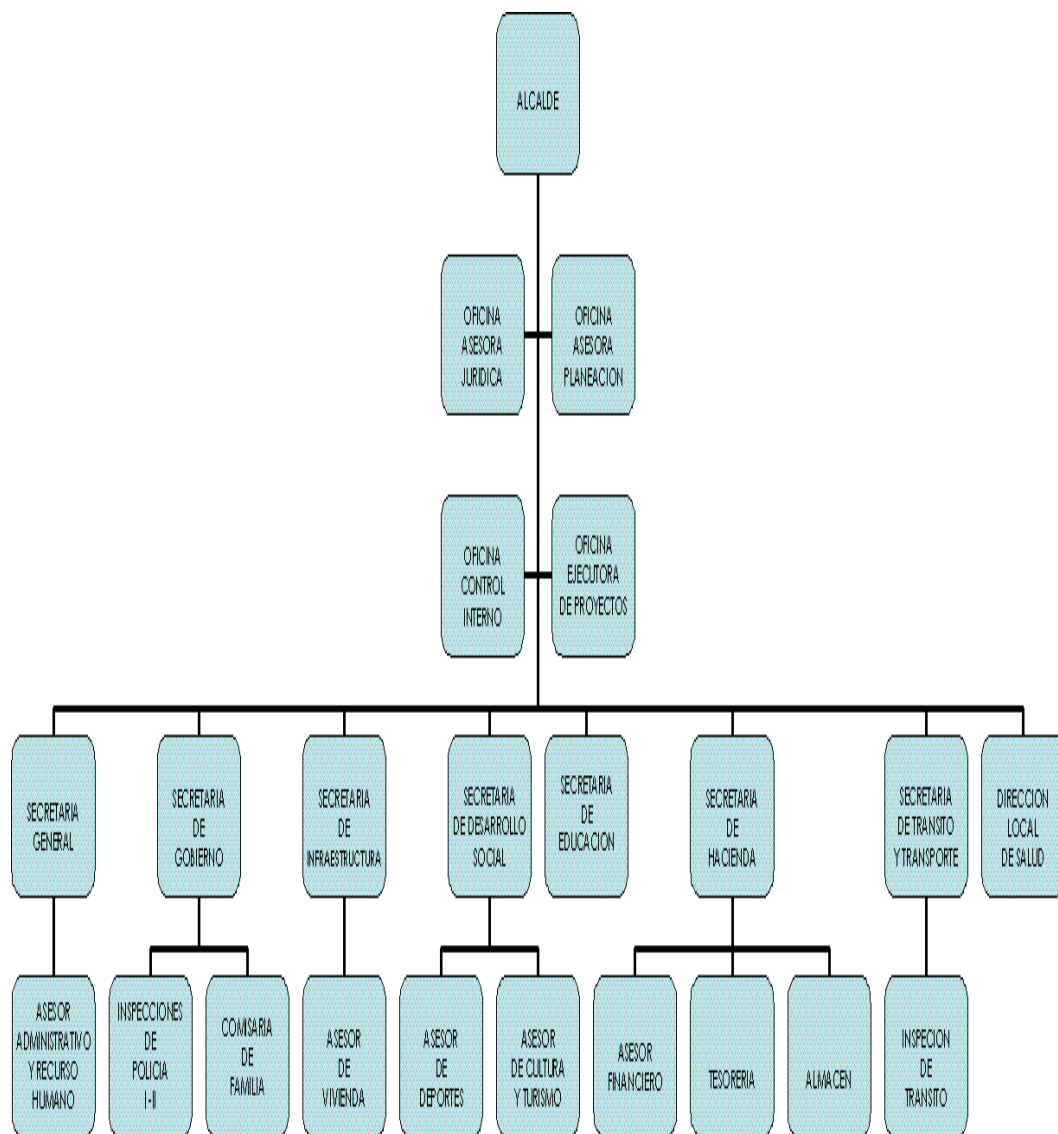 ALCALDE
OFICINA
ASESORA
JURIDICA
OFICINA
ASESORA
PLANEACION
OFICINA
CONTROL
INTERNO
OFICINA
EJECUTORA
DE PROYECTOS
SECRETARIA
GENERAL
SECRETARIA
DE
GOBIERNO
SECRETARIA
DE
INFRAESTRUCTURA
SECRETARIA
DE DESARROLLO
SOCIAL
SECRETARIA
DE
EDUCACION
SECRETARIA
DE
HACIENDA
SECRETARIA
DE TRANSITO
Y TRANSPORTE
DIRECCION
LOCAL
DE SALUD
ASESOR
ADMINISTRATIVO
Y RECURSO
HUMANO
INSPECCIONES
DE
POLICIA
I-II
COMISARIA
DE
FAMILIA
ASESOR
DE
VIVIENDA
ASESOR
DE
DEPORTES
ASESOR
DE CULTURA
Y TURISMO
ASESOR
FINANCIERO
TESORERIA
ALMACEN
INSPECION
DE
TRANSITO